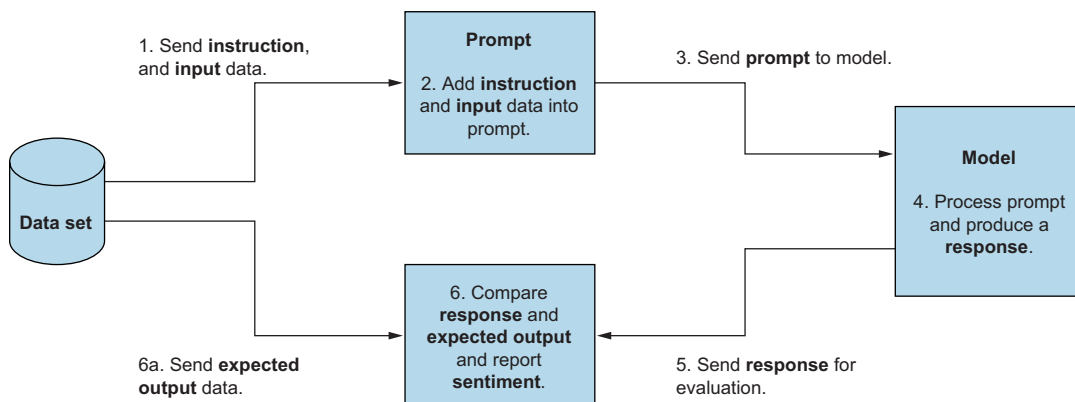 1. Send instruction,
and input data.
Prompt
2. Add instruction
and input data into
prompt.
3. Send prompt to model.
Data set
Model
4. Process prompt
and produce a
response.
6. Compare
response and
expected output
and report
sentiment.
6a. Send expected
output data.
5. Send response for
evaluation.